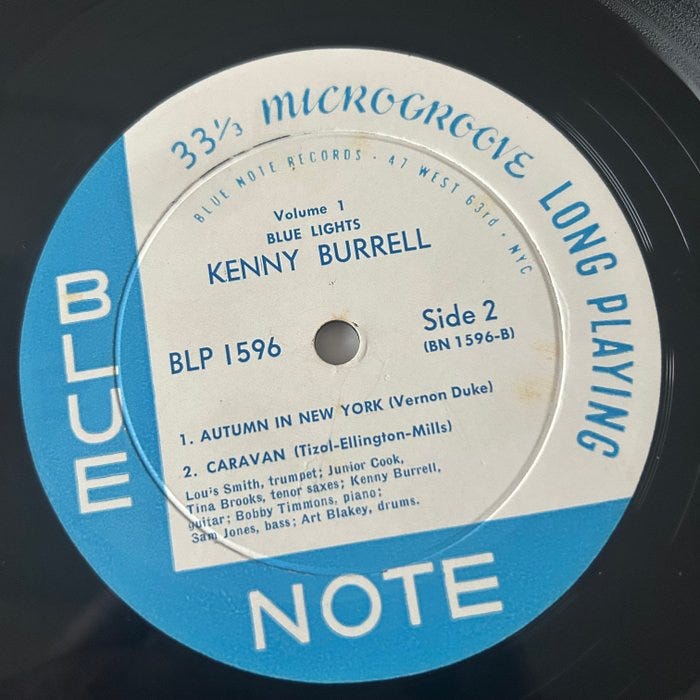 33⅓ MICROGROOVE LONG PLAYING
BLUE NOTE RECORDS · 47 WEST 63rd · NYC
Volume 1
BLUE LIGHTS
KENNY BURRELL
BLP 1596
Side 2
(BN 1596-B)
1. AUTUMN IN NEW YORK (Vernon Duke)
2. CARAVAN (Tizol-Ellington-Mills)
Louis Smith, trumpet; Junior Cook,
Tina Brooks, tenor saxes; Kenny Burrell,
guitar; Bobby Timmons, piano;
Sam Jones, bass; Art Blakey, drums.
BLUE
NOTE